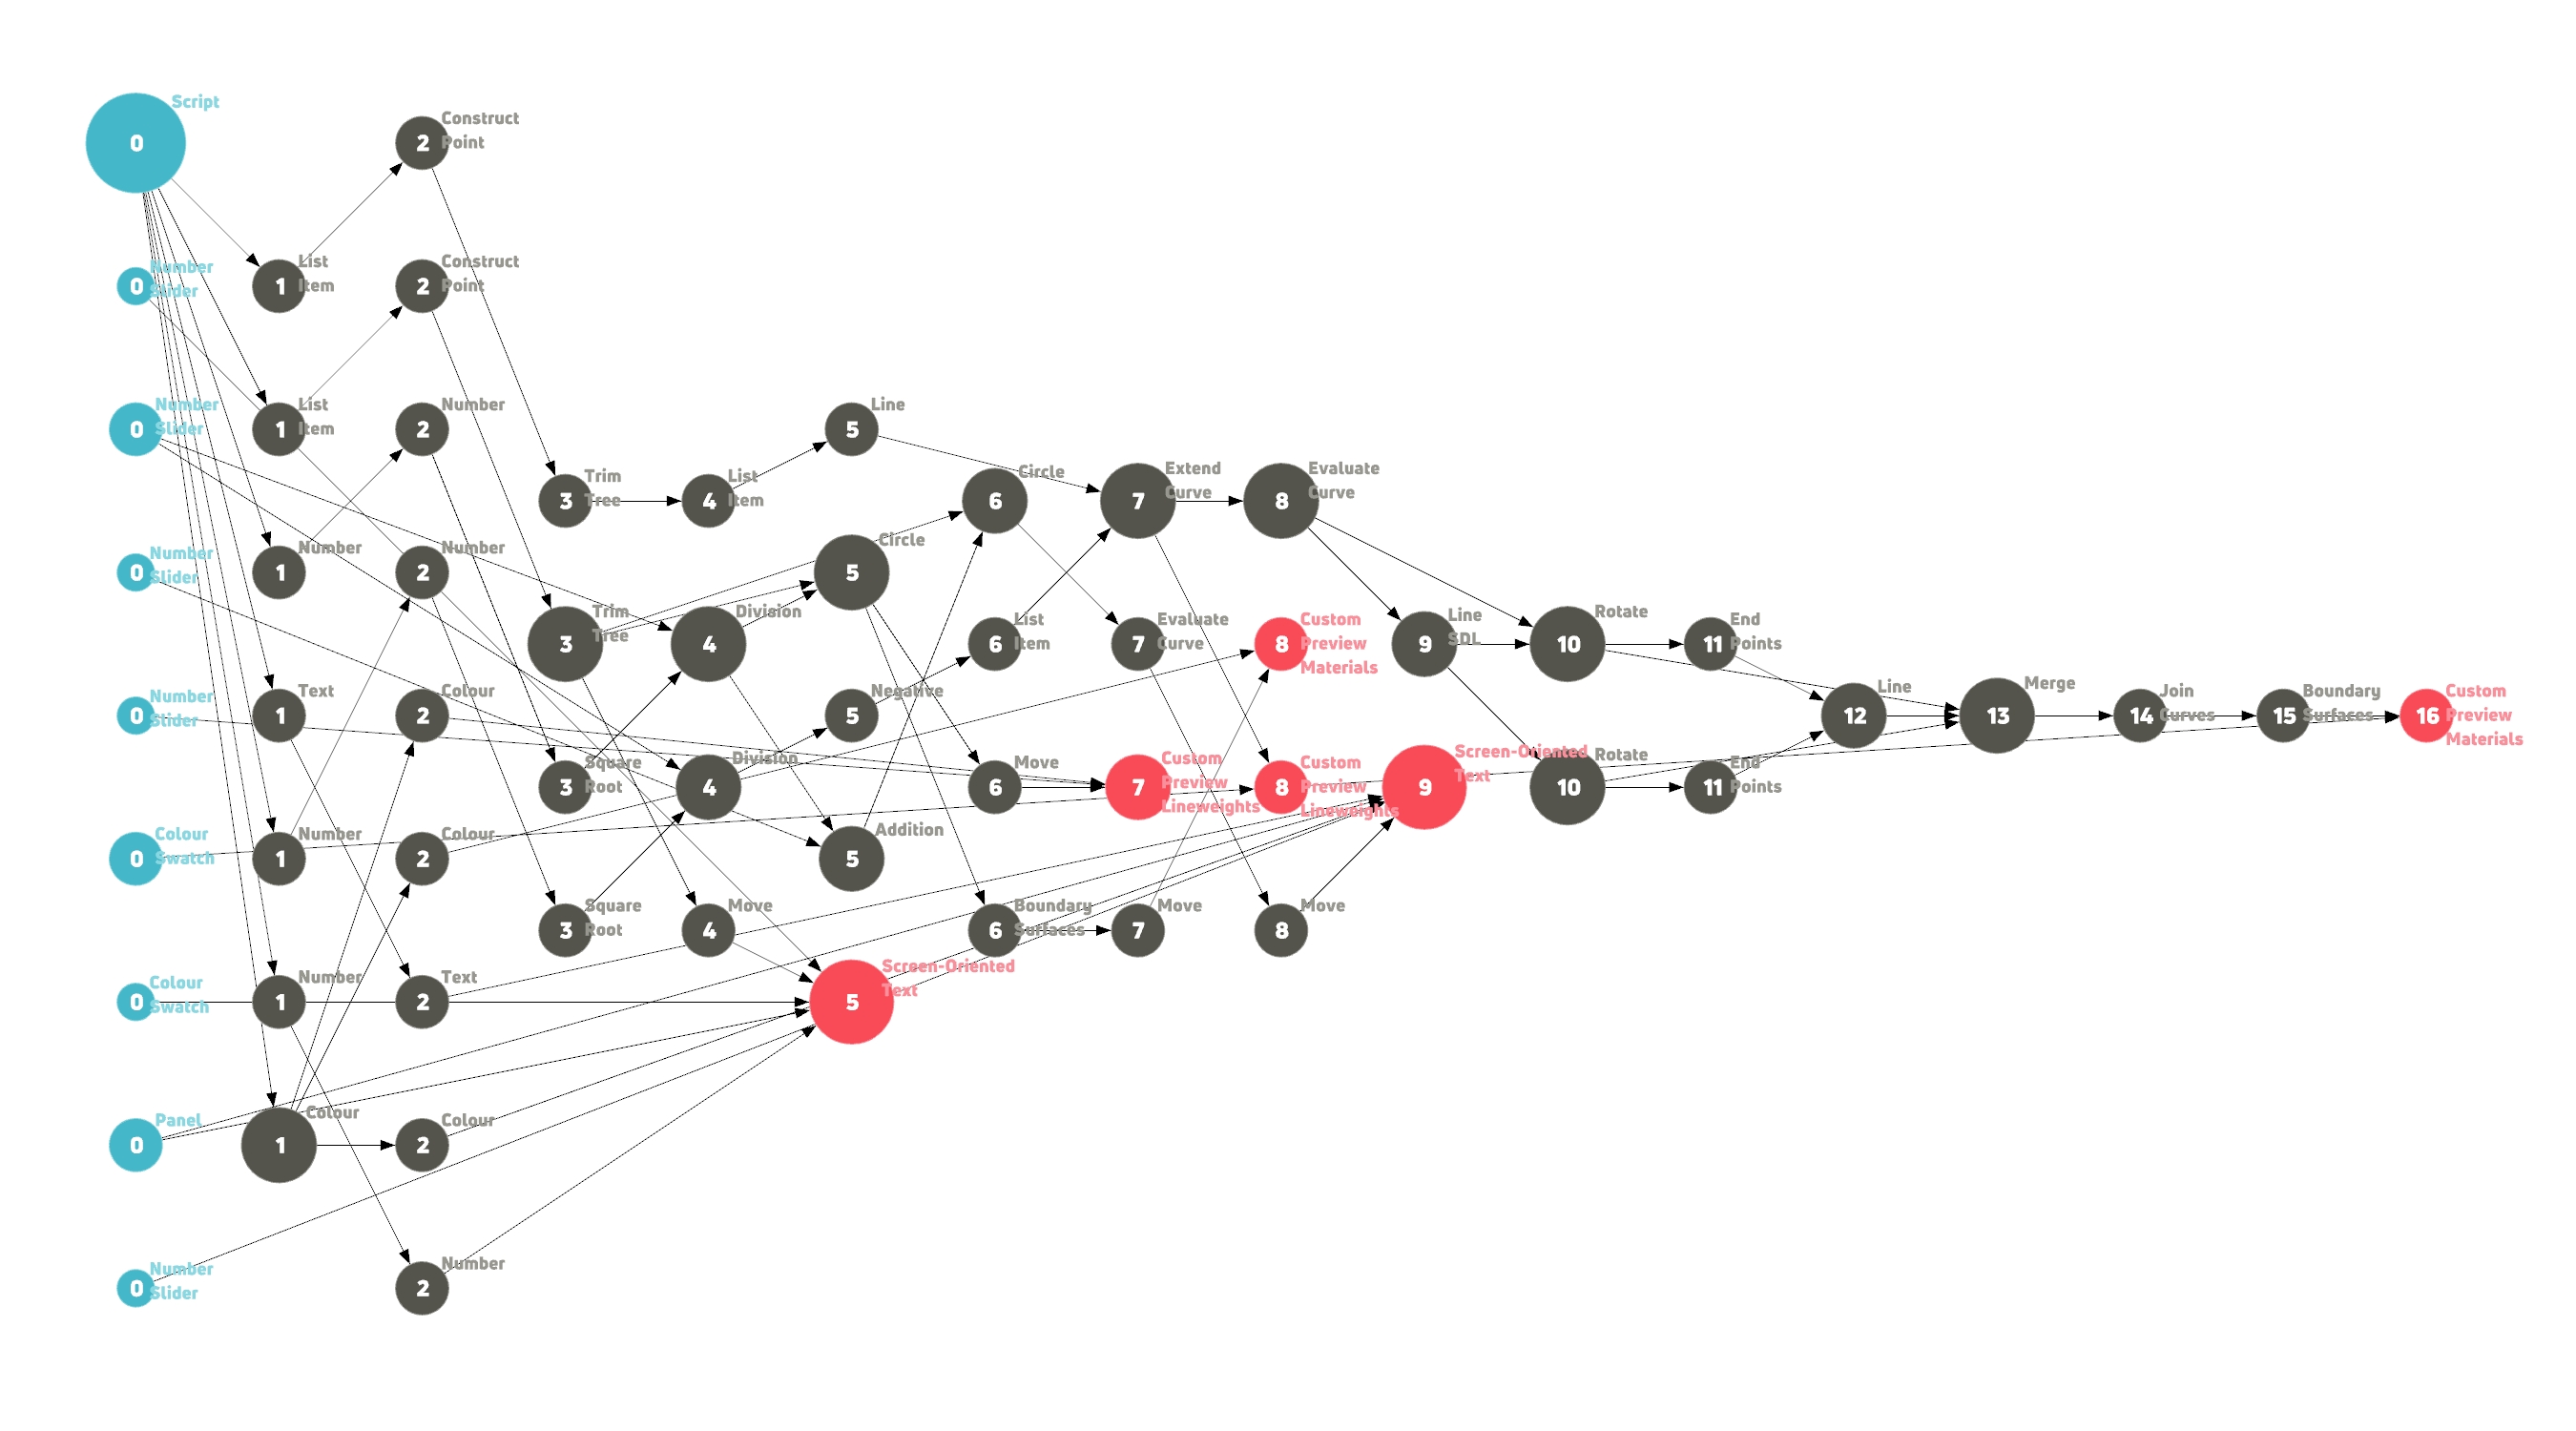 Script
0
Construct
2 Point
Number
0 Slider
List
1 Item
Construct
2 Point
Number
0 Slider
List
1 Item
Number
2
Line
5
Trim
3 Tree
List
4 Item
Circle
6
Extend
7 Curve
Evaluate
8 Curve
Number
0 Slider
Number
1
Number
2
Circle
5
Trim
3 Tree
Division
4
List
6 Item
Evaluate
7 Curve
Custom
8 Preview
Materials
Line
9 SDL
Rotate
10
End
11 Points
Number
0 Slider
Text
1
Colour
2
Negative
5
Line
12
Merge
13
Join
14 Curves
Boundary
15 Surfaces
Custom
16 Preview
Materials
Square
3 Root
Division
4
Move
6
Custom
7 Preview
Lineweights
Custom
8 Preview
Lineweights
Screen-Oriented
9 Text
Rotate
10
End
11 Points
Colour
0 Swatch
Number
1
Colour
2
Addition
5
Square
3 Root
Move
4
Boundary
6 Surfaces
Move
7
Move
8
Colour
0 Swatch
Number
1
Text
2
Screen-Oriented
5 Text
Panel
0
Colour
1
Colour
2
Number
0 Slider
Number
2